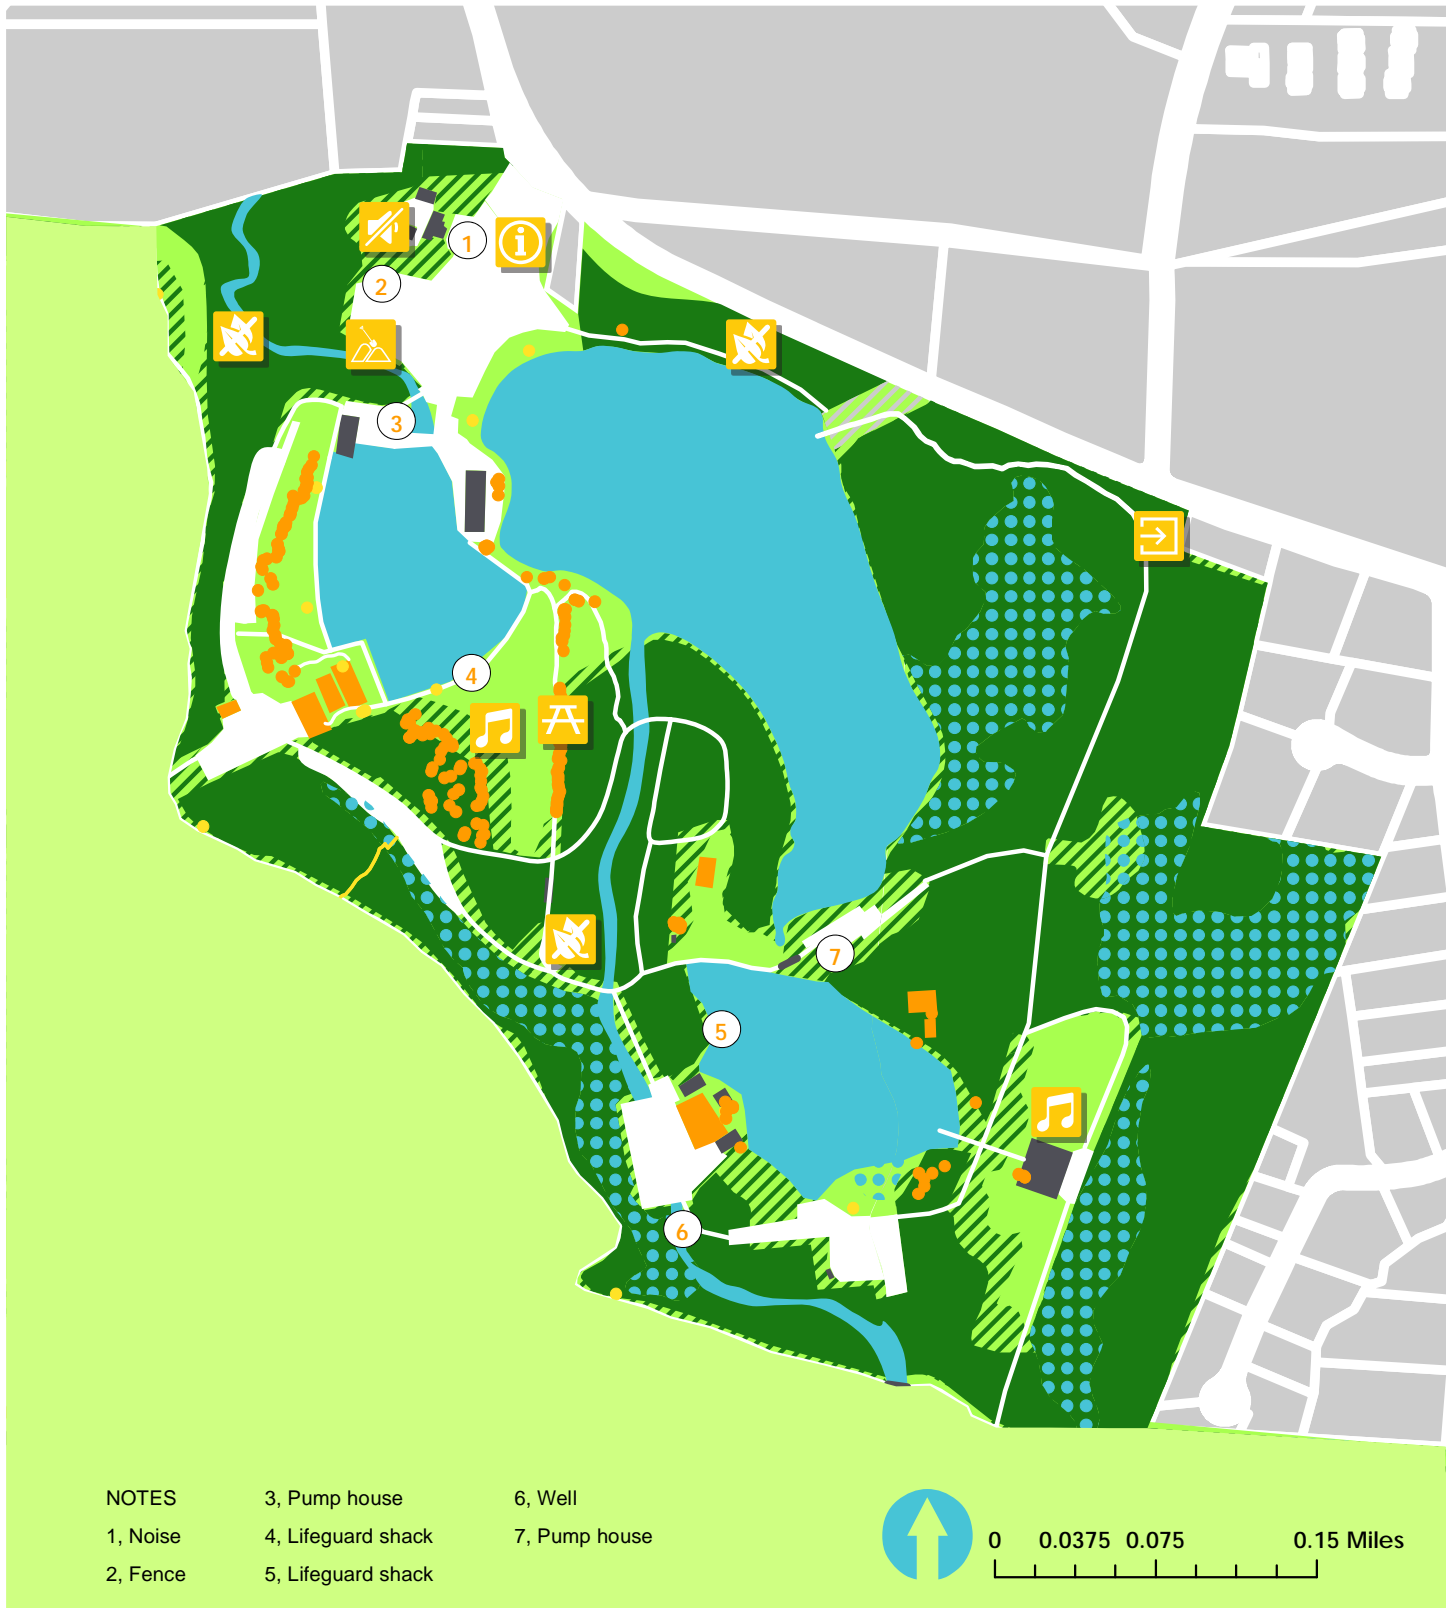 1
2
3
4
5
6
7
NOTES
1, Noise
2, Fence
3, Pump house
4, Lifeguard shack
5, Lifeguard shack
6, Well
7, Pump house
0 0.0375 0.075 0.15 Miles